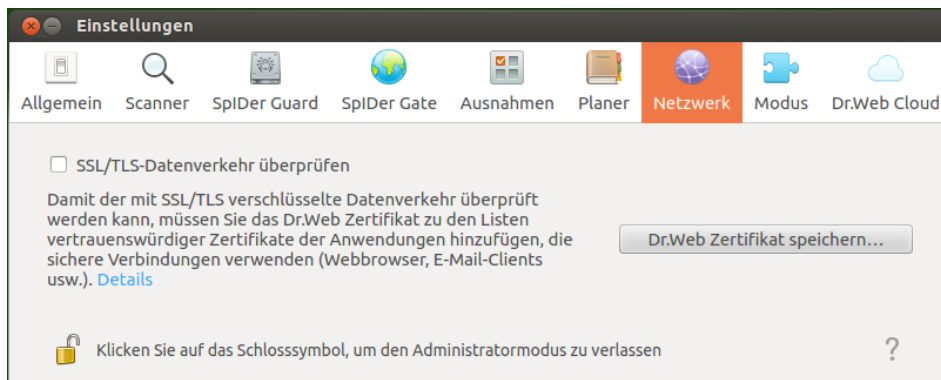 Einstellungen
Allgemein Scanner SpIDer Guard SpIDer Gate Ausnahmen Planer Netzwerk Modus Dr.Web Cloud
SSL/TLS-Datenverkehr überprüfen
Damit der mit SSL/TLS verschlüsselte Datenverkehr überprüft
werden kann, müssen Sie das Dr.Web Zertifikat zu den Listen
vertrauenswürdiger Zertifikate der Anwendungen hinzufügen, die
sichere Verbindungen verwenden (Webbrowser, E-Mail-Clients
usw.). Details
Dr.Web Zertifikat speichern...
Klicken Sie auf das Schlosssymbol, um den Administratormodus zu verlassen
?